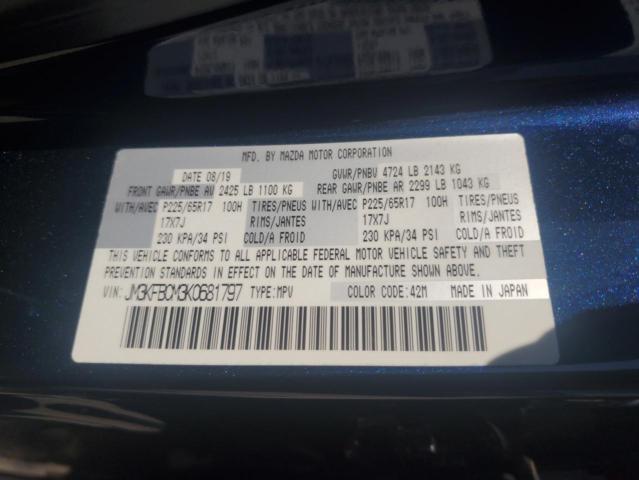 MFD. BY MAZDA MOTOR CORPORATION
DATE 08/19 GVWR/PNBV 4724 LB 2143 KG
FRONT GAWR/PNBE AV 2425 LB 1100 KG REAR GAWR/PNBE AR 2299 LB 1043 KG
WITH/AVEC P225/65R17 100H TIRES/PNEUS WITH/AVEC P225/65R17 100H TIRES/PNEUS
17X7J RIMS/JANTES 17X7J RIMS/JANTES
230 KPA/34 PSI COLD/A FROID 230 KPA/34 PSI COLD/A FROID
THIS VEHICLE CONFORMS TO ALL APPLICABLE FEDERAL MOTOR VEHICLE SAFETY AND THEFT
PREVENTION STANDARDS IN EFFECT ON THE DATE OF MANUFACTURE SHOWN ABOVE.
VIN: JM3KFBCM3K0681797 TYPE:MPV COLOR CODE:42M MADE IN JAPAN